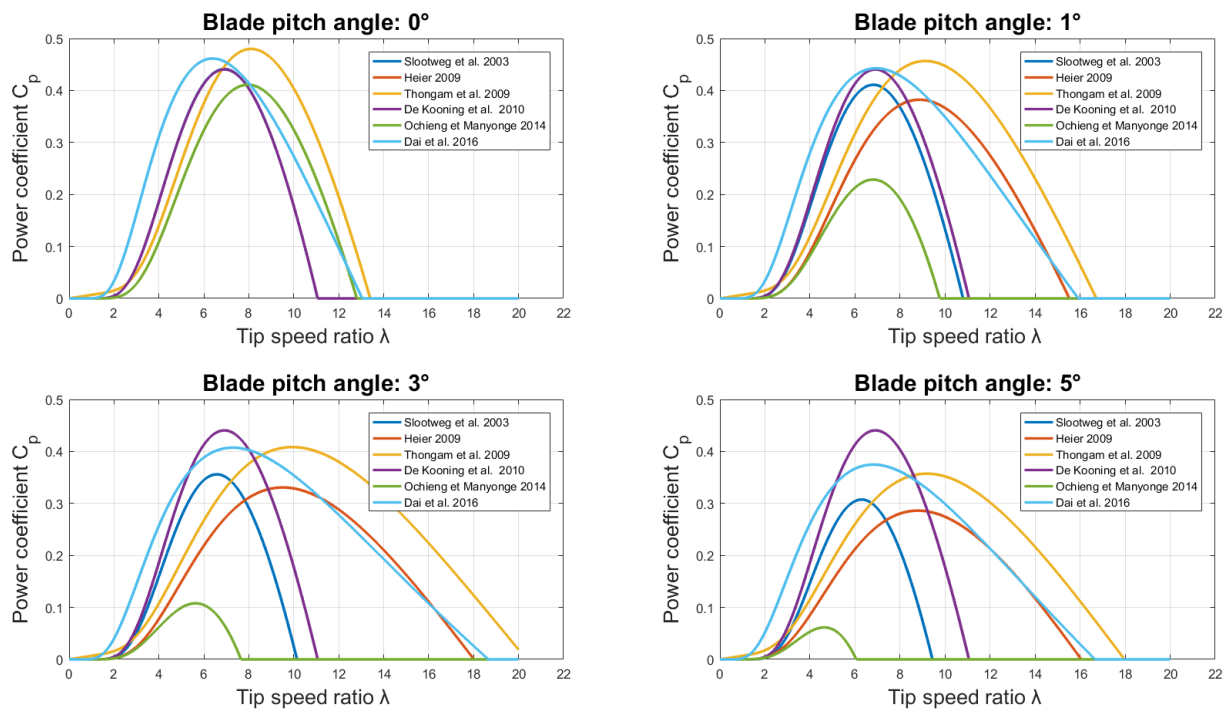 Blade pitch angle: 0°
Power coefficient C_p
0.5
0.4
0.3
0.2
0.1
0
Slootweg et al. 2003
Heier 2009
Thongam et al. 2009
De Kooning et al. 2010
Ochieng et Manyonge 2014
Dai et al. 2016
0 2 4 6 8 10 12 14 16 18 20 22
Tip speed ratio λ
Blade pitch angle: 1°
Power coefficient C_p
0.5
0.4
0.3
0.2
0.1
0
Slootweg et al. 2003
Heier 2009
Thongam et al. 2009
De Kooning et al. 2010
Ochieng et Manyonge 2014
Dai et al. 2016
0 2 4 6 8 10 12 14 16 18 20 22
Tip speed ratio λ
Blade pitch angle: 3°
Power coefficient C_p
0.5
0.4
0.3
0.2
0.1
0
Slootweg et al. 2003
Heier 2009
Thongam et al. 2009
De Kooning et al. 2010
Ochieng et Manyonge 2014
Dai et al. 2016
0 2 4 6 8 10 12 14 16 18 20 22
Tip speed ratio λ
Blade pitch angle: 5°
Power coefficient C_p
0.5
0.4
0.3
0.2
0.1
0
Slootweg et al. 2003
Heier 2009
Thongam et al. 2009
De Kooning et al. 2010
Ochieng et Manyonge 2014
Dai et al. 2016
0 2 4 6 8 10 12 14 16 18 20 22
Tip speed ratio λ